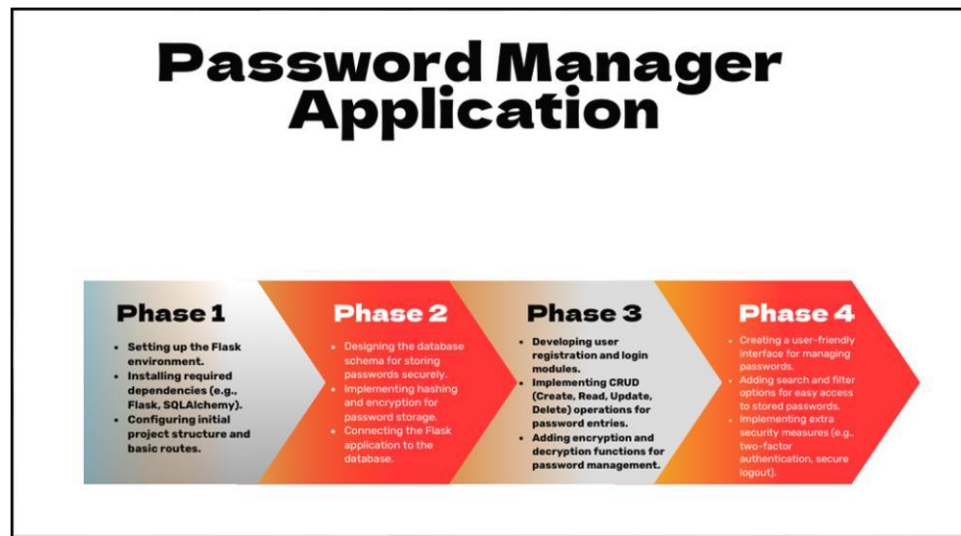 Password Manager
Application
Phase 1
• Setting up the Flask
environment.
• Installing required
dependencies (e.g.,
Flask, SQLAlchemy).
• Configuring initial
project structure and
basic routes.
Phase 2
• Designing the database
schema for storing
passwords securely.
• Implementing hashing
and encryption for
password storage.
• Connecting the Flask
application to the
database.
Phase 3
• Developing user
registration and login
modules.
• Implementing CRUD
(Create, Read, Update,
Delete) operations for
password entries.
• Adding encryption and
decryption functions for
password management.
Phase 4
• Creating a user-friendly
interface for managing
passwords.
• Adding search and filter
options for easy access
to stored passwords.
• Implementing extra
security measures (e.g.,
two-factor
authentication, secure
logout).